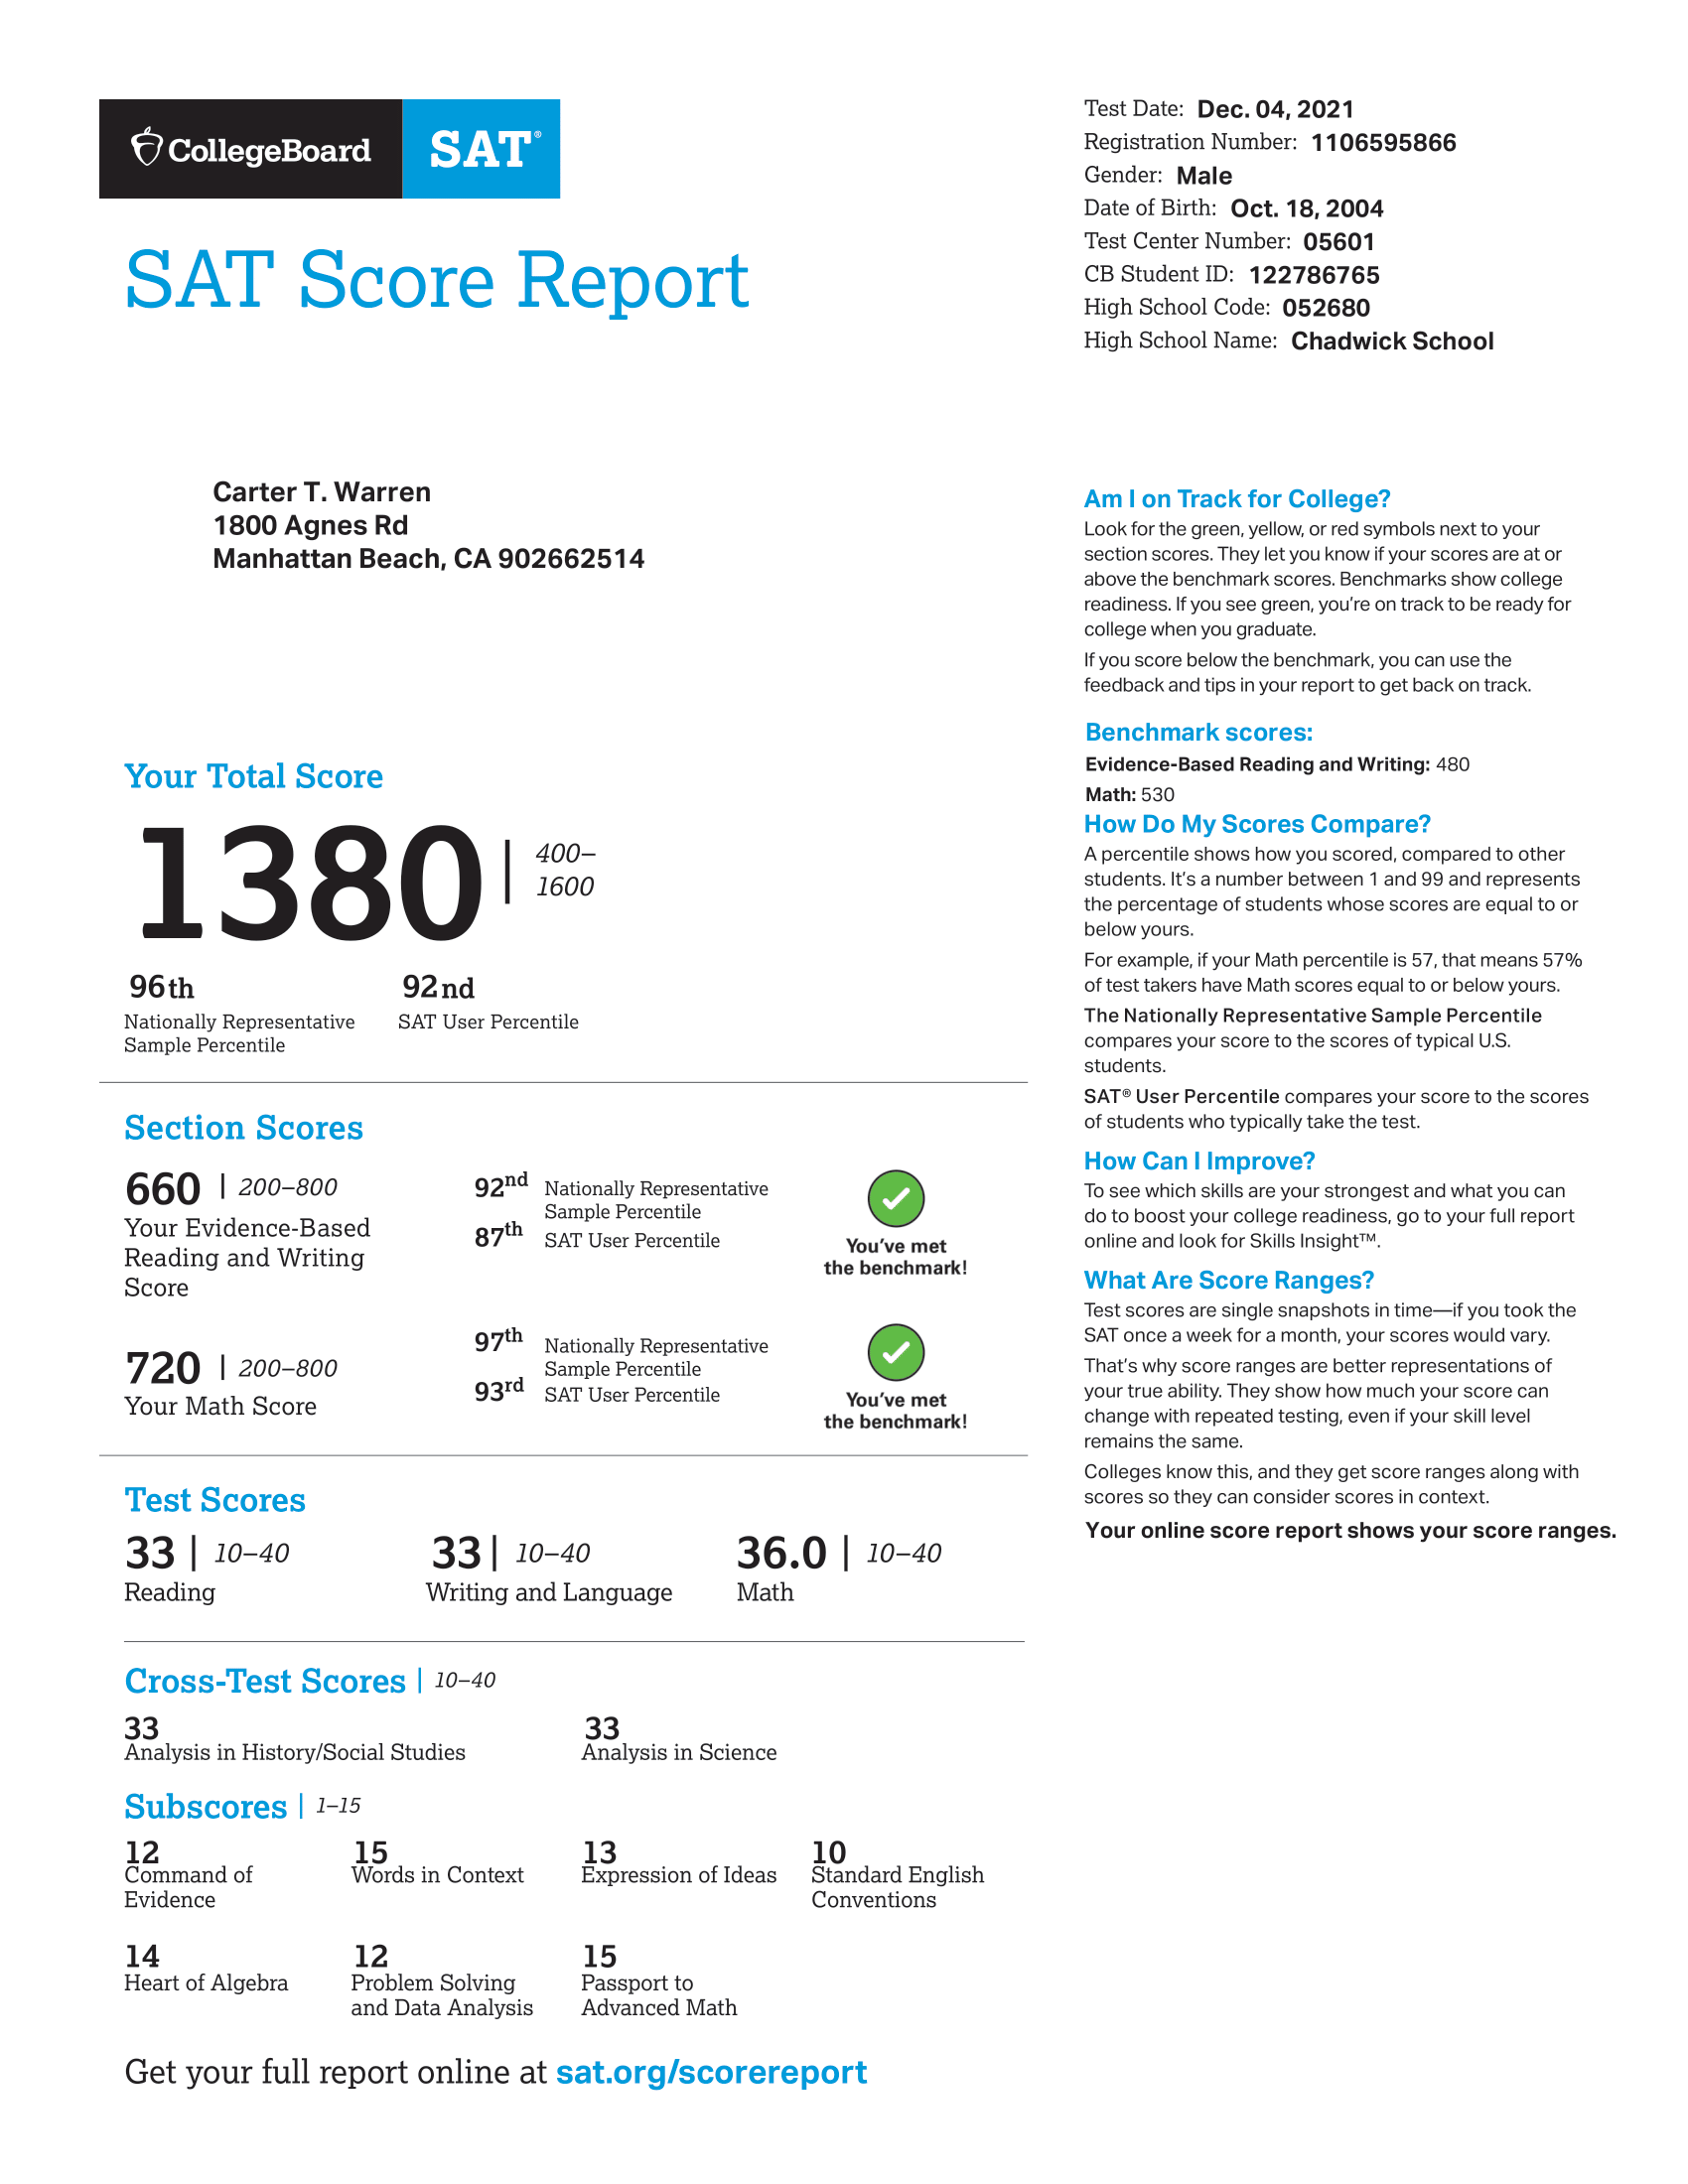 CollegeBoard SAT®
SAT Score Report
Test Date: Dec. 04, 2021
Registration Number: 1106595866
Gender: Male
Date of Birth: Oct. 18, 2004
Test Center Number: 05601
CB Student ID: 122786765
High School Code: 052680
High School Name: Chadwick School
Carter T. Warren
1800 Agnes Rd
Manhattan Beach, CA 902662514
Your Total Score
1380 | 400–
1600
96th
Nationally Representative
Sample Percentile
92nd
SAT User Percentile
Section Scores
660 | 200–800
Your Evidence-Based
Reading and Writing
Score
92nd Nationally Representative
Sample Percentile
87th SAT User Percentile
You've met
the benchmark!
720 | 200–800
Your Math Score
97th Nationally Representative
Sample Percentile
93rd SAT User Percentile
You've met
the benchmark!
Test Scores
33 | 10–40
Reading
33 | 10–40
Writing and Language
36.0 | 10–40
Math
Cross-Test Scores | 10–40
33
Analysis in History/Social Studies
33
Analysis in Science
Subscores | 1–15
12
Command of
Evidence
15
Words in Context
13
Expression of Ideas
10
Standard English
Conventions
14
Heart of Algebra
12
Problem Solving
and Data Analysis
15
Passport to
Advanced Math
Get your full report online at sat.org/scorereport
Am I on Track for College?
Look for the green, yellow, or red symbols next to your
section scores. They let you know if your scores are at or
above the benchmark scores. Benchmarks show college
readiness. If you see green, you're on track to be ready for
college when you graduate.
If you score below the benchmark, you can use the
feedback and tips in your report to get back on track.
Benchmark scores:
Evidence-Based Reading and Writing: 480
Math: 530
How Do My Scores Compare?
A percentile shows how you scored, compared to other
students. It's a number between 1 and 99 and represents
the percentage of students whose scores are equal to or
below yours.
For example, if your Math percentile is 57, that means 57%
of test takers have Math scores equal to or below yours.
The Nationally Representative Sample Percentile
compares your score to the scores of typical U.S.
students.
SAT® User Percentile compares your score to the scores
of students who typically take the test.
How Can I Improve?
To see which skills are your strongest and what you can
do to boost your college readiness, go to your full report
online and look for Skills Insight™.
What Are Score Ranges?
Test scores are single snapshots in time—if you took the
SAT once a week for a month, your scores would vary.
That's why score ranges are better representations of
your true ability. They show how much your score can
change with repeated testing, even if your skill level
remains the same.
Colleges know this, and they get score ranges along with
scores so they can consider scores in context.
Your online score report shows your score ranges.